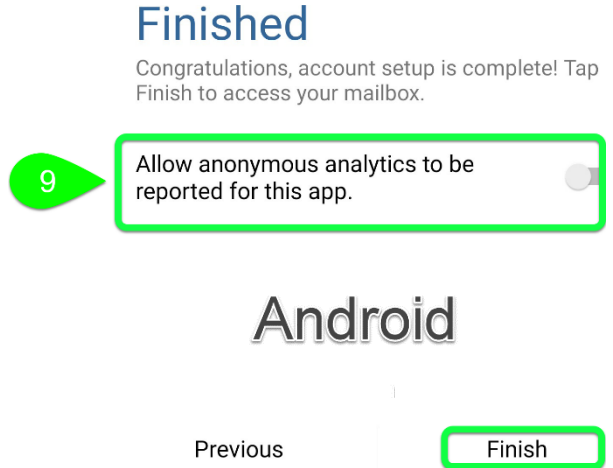 Finished
Congratulations, account setup is complete! Tap
Finish to access your mailbox.
9
Allow anonymous analytics to be
reported for this app.
Android
Previous
Finish